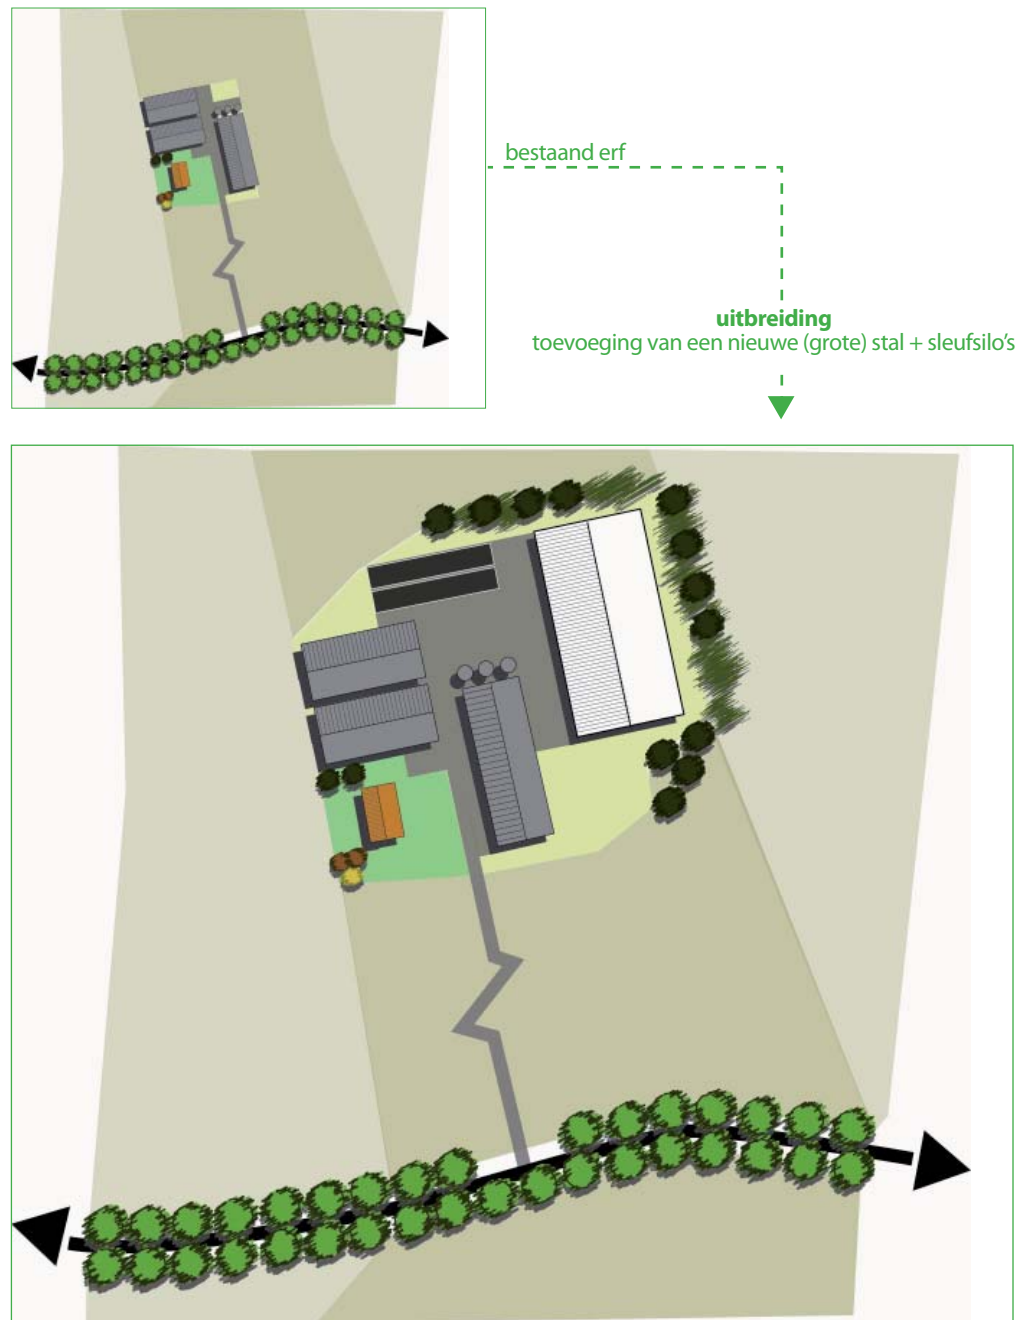 bestaand erf
uitbreiding
toevoeging van een nieuwe (grote) stal + sleufsilo's